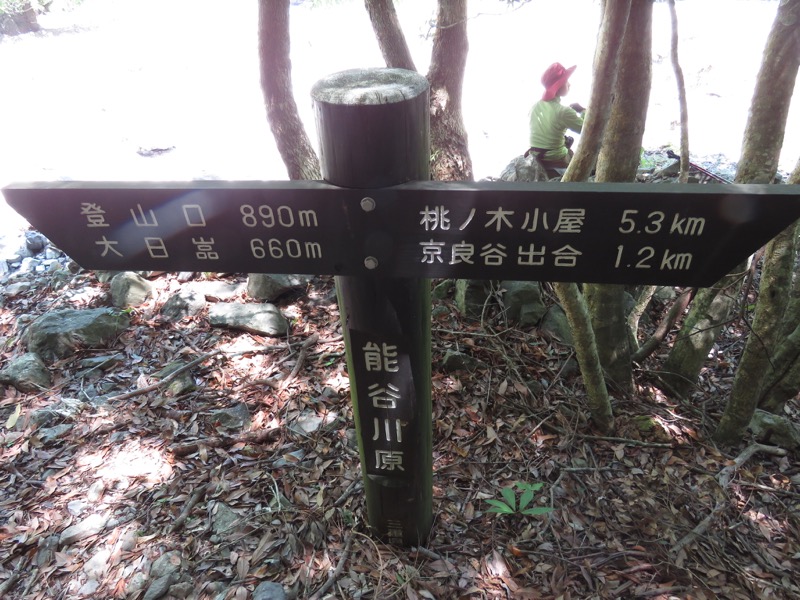 登山口 890m
大日嵓 660m
桃ノ木小屋 5.3km
京良谷出合 1.2km
能谷川原